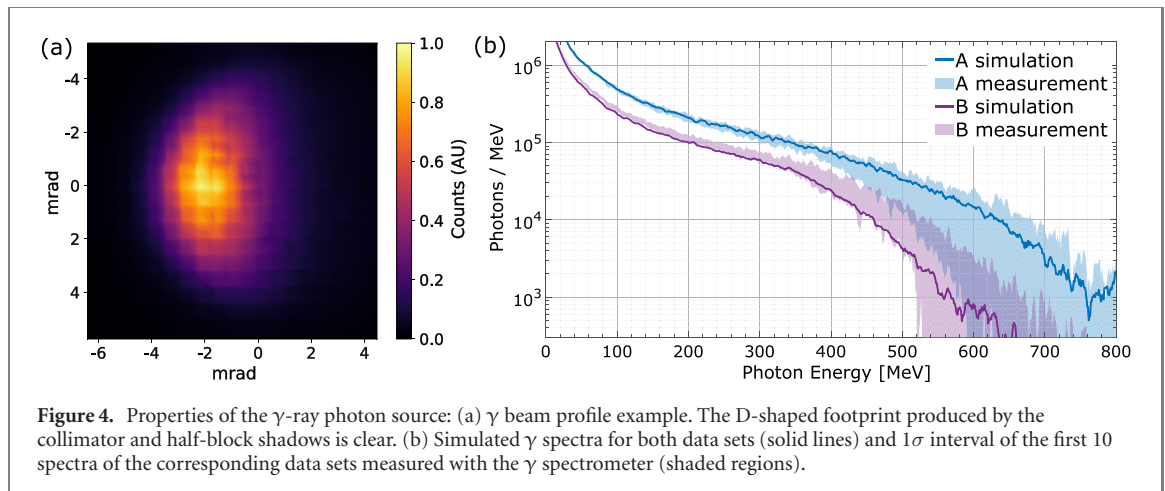 (a)
-4
-2
0
2
4
mrad
-6 -4 -2 0 2 4
mrad
1.0
0.8
0.6
0.4
0.2
0.0
Counts (AU)
(b)
10⁶
10⁵
10⁴
10³
Photons / MeV
A simulation
A measurement
B simulation
B measurement
0 100 200 300 400 500 600 700 800
Photon Energy [MeV]
Figure 4. Properties of the γ-ray photon source: (a) γ beam profile example. The D-shaped footprint produced by the
collimator and half-block shadows is clear. (b) Simulated γ spectra for both data sets (solid lines) and 1σ interval of the first 10
spectra of the corresponding data sets measured with the γ spectrometer (shaded regions).